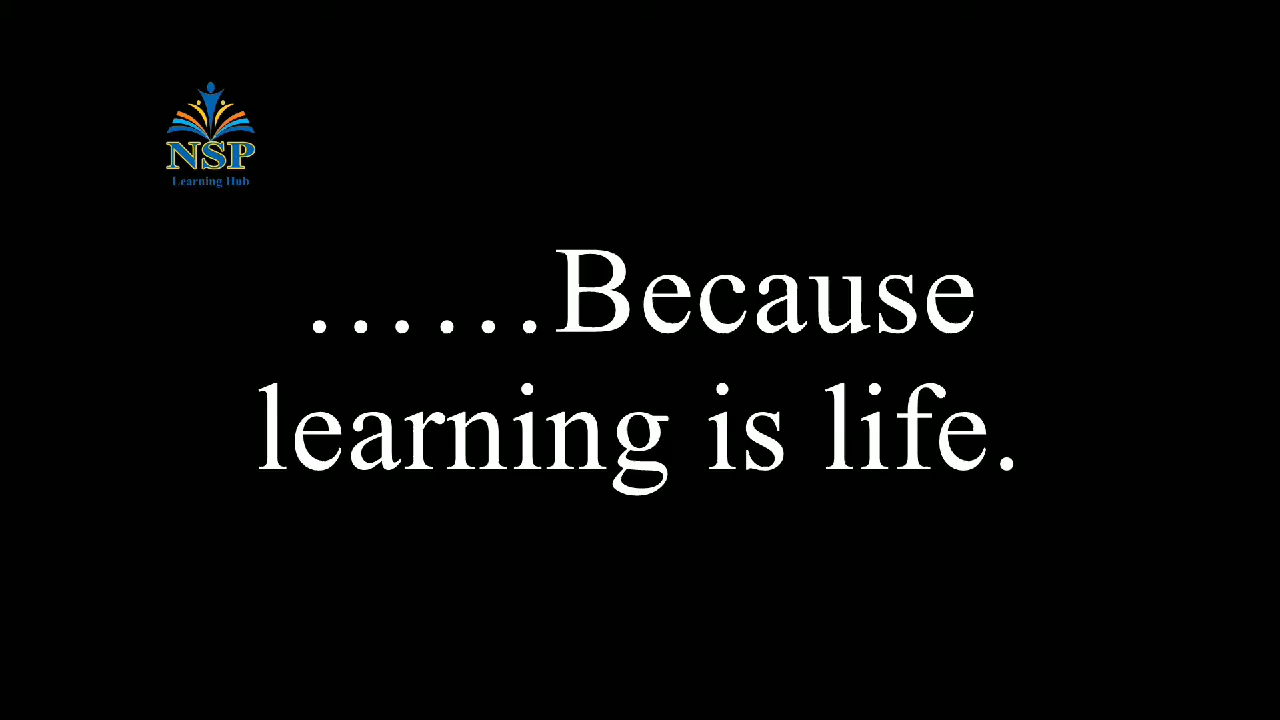 NSP
Learning Hub
......Because
learning is life.